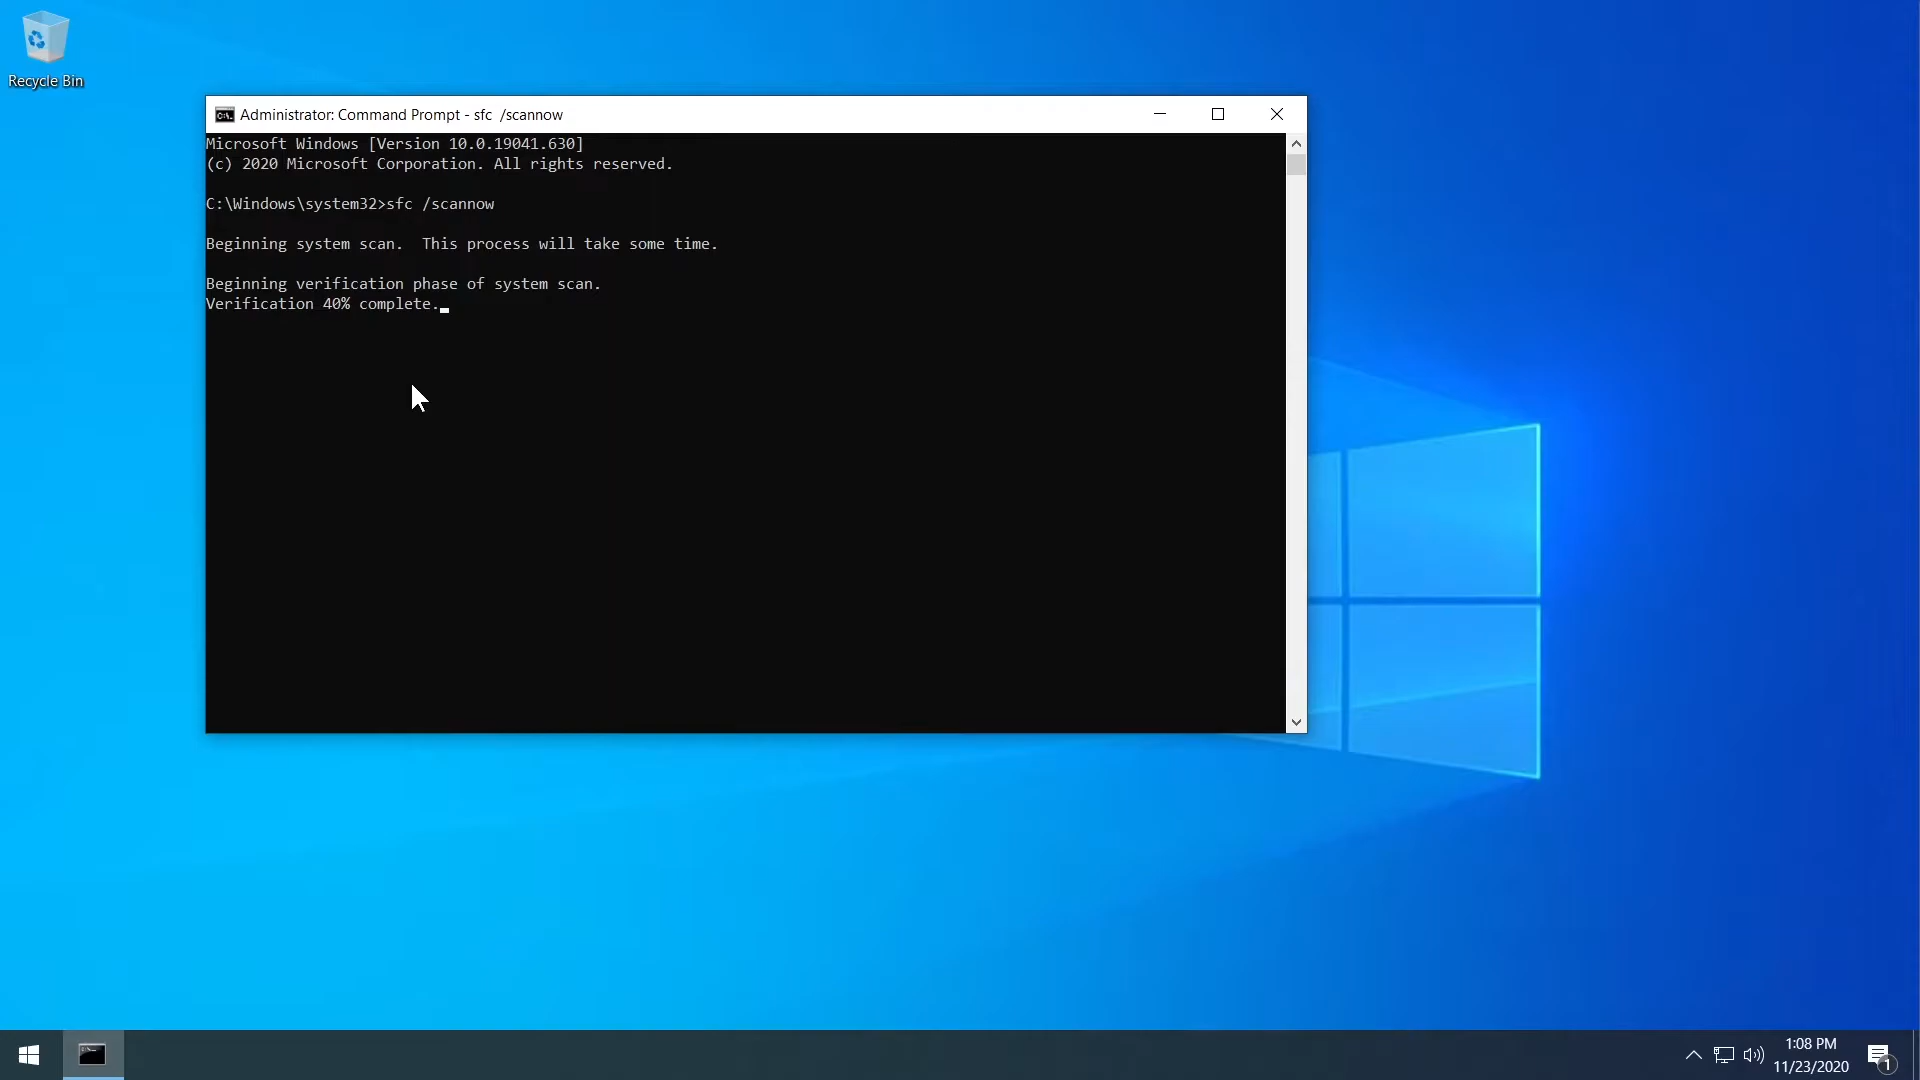 Recycle Bin
Administrator: Command Prompt - sfc  /scannow
Microsoft Windows [Version 10.0.19041.630]
(c) 2020 Microsoft Corporation. All rights reserved.
C:\Windows\system32>sfc /scannow
Beginning system scan.  This process will take some time.
Beginning verification phase of system scan.
Verification 40% complete.
1:08 PM
11/23/2020
1